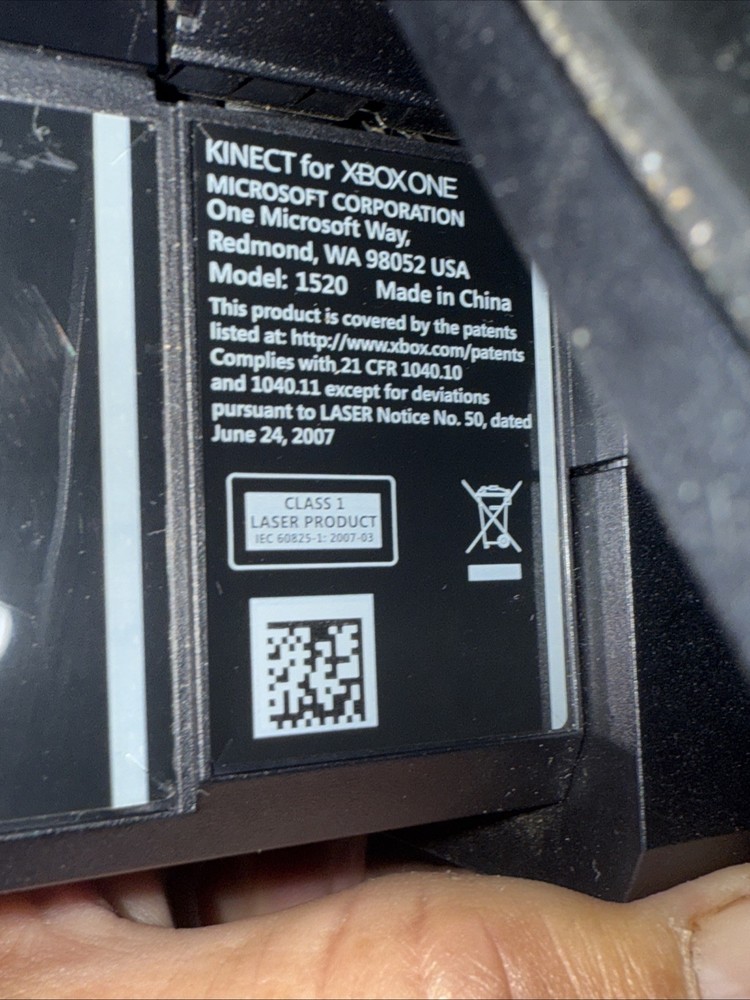 KINECT for XBOX ONE
MICROSOFT CORPORATION
One Microsoft Way,
Redmond, WA 98052 USA
Model: 1520 Made in China
This product is covered by the patents
listed at: http://www.xbox.com/patents
Complies with 21 CFR 1040.10
and 1040.11 except for deviations
pursuant to LASER Notice No. 50, dated
June 24, 2007
CLASS 1
LASER PRODUCT
IEC 60825-1: 2007-03